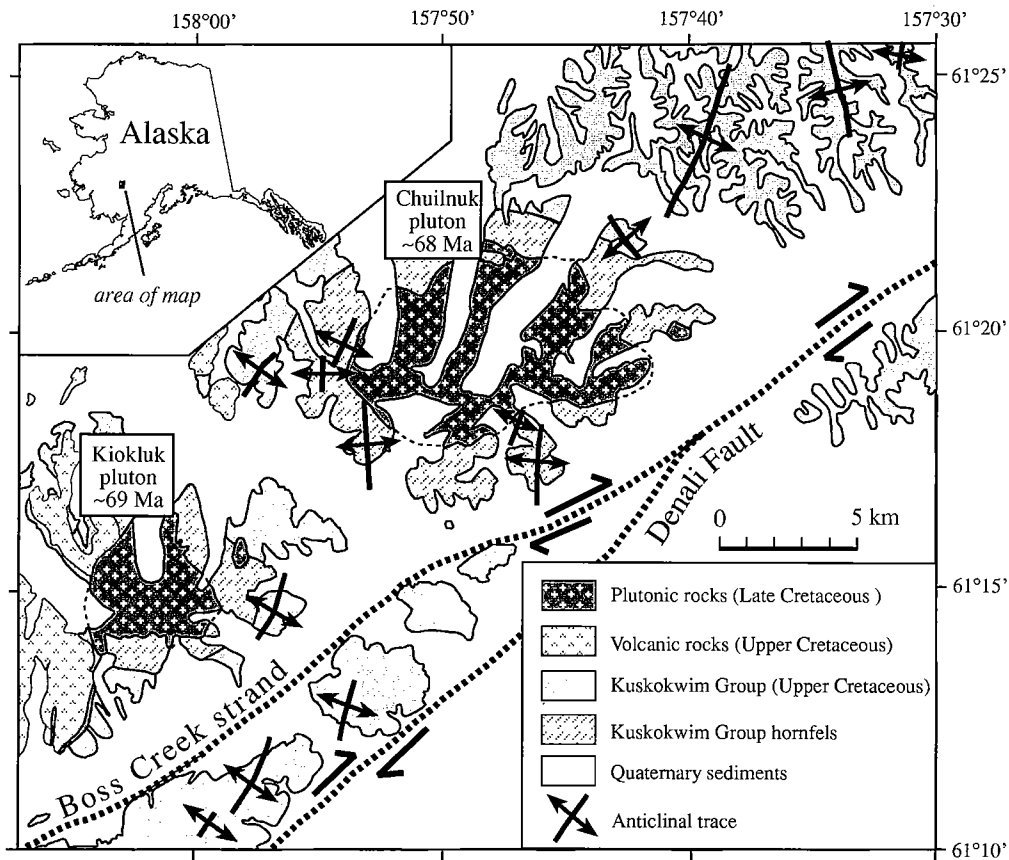 158°00'
157°50'
157°40'
157°30'
61°25'
61°20'
61°15'
61°10'
Alaska
area of map
Chuilnuk
pluton
~68 Ma
Kiokluk
pluton
~69 Ma
Denali Fault
Boss Creek strand
0
5 km
Plutonic rocks (Late Cretaceous )
Volcanic rocks (Upper Cretaceous)
Kuskokwim Group (Upper Cretaceous)
Kuskokwim Group hornfels
Quaternary sediments
Anticlinal trace